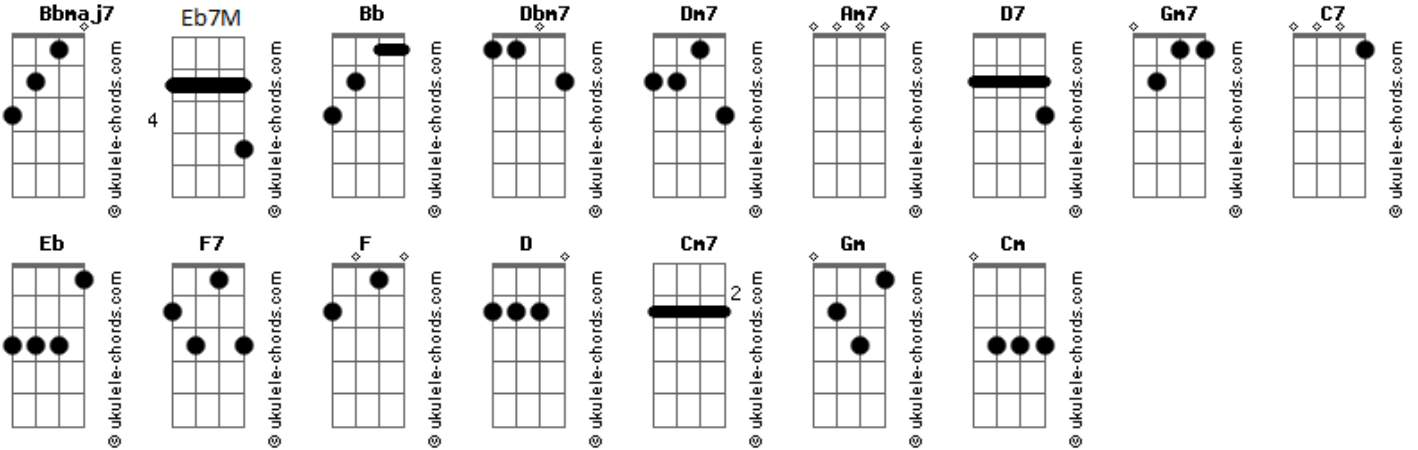 Bbmaj7 Eb7M Bb Dbm7 Dm7 Am7 D7 Gm7 C7
4
© ukulele-chords.com © ukulele-chords.com © ukulele-chords.com © ukulele-chords.com © ukulele-chords.com © ukulele-chords.com © ukulele-chords.com © ukulele-chords.com © ukulele-chords.com
Eb F7 F D Cm7 Gm Cm
2
© ukulele-chords.com © ukulele-chords.com © ukulele-chords.com © ukulele-chords.com © ukulele-chords.com © ukulele-chords.com © ukulele-chords.com